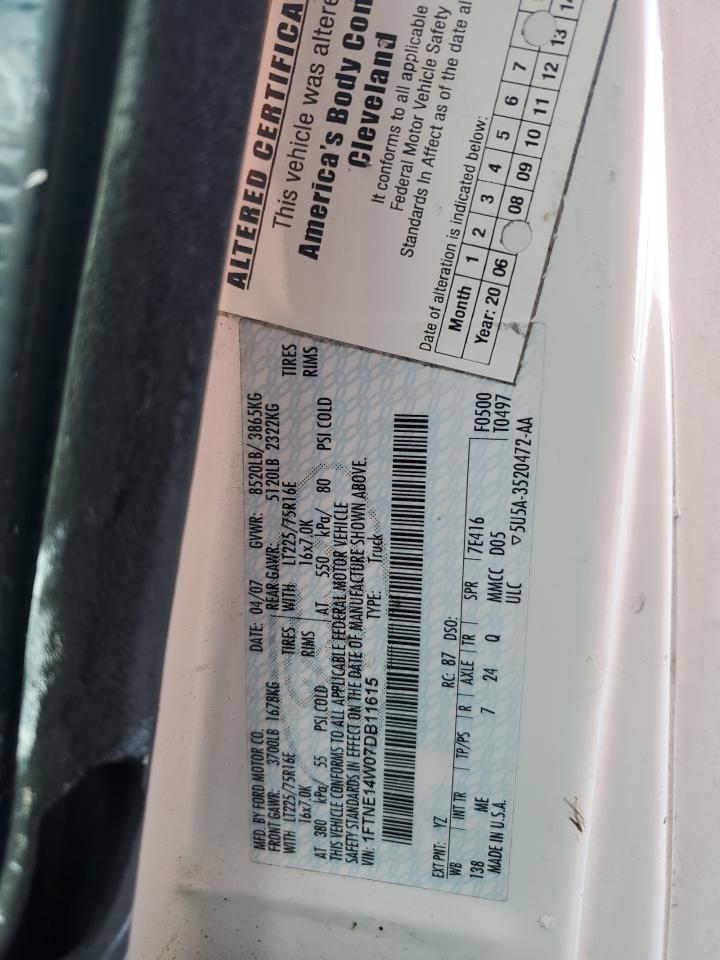 ALTERED CERTIFICA
This vehicle was altere
America's Body Con
Cleveland
It conforms to all applicable
Federal Motor Vehicle Safety
Standards In Affect as of the date al
Date of alteration is indicated below:
Month 1 2 3 4 5 6 7
Year: 20 06 08 09 10 11 12 13 14
MFD. BY FORD MOTOR CO. DATE: 04/07 GVWR: 8520LB/ 3865KG
FRONT GAWR: 3700LB 1678KG REAR GAWR: 5120LB 2322KG
WITH LT225/75R16E TIRES WITH LT225/75R16E TIRES
16x7.0K RIMS 16x7.0K RIMS
AT 380 kPa/ 55 PSI COLD AT 550 kPa/ 80 PSI COLD
THIS VEHICLE CONFORMS TO ALL APPLICABLE FEDERAL MOTOR VEHICLE
SAFETY STANDARDS IN EFFECT ON THE DATE OF MANUFACTURE SHOWN ABOVE.
VIN: 1FTNE14W07DB11615 TYPE: Truck
EXT PNT: YZ RC: 87 DSO: F0500
WB INT TR TP/PS R AXLE TR SPR 7E416 T0497
138 ME 7 24 Q MMCC D05
MADE IN U.S.A. ULC ▽5U5A-3520472-AA